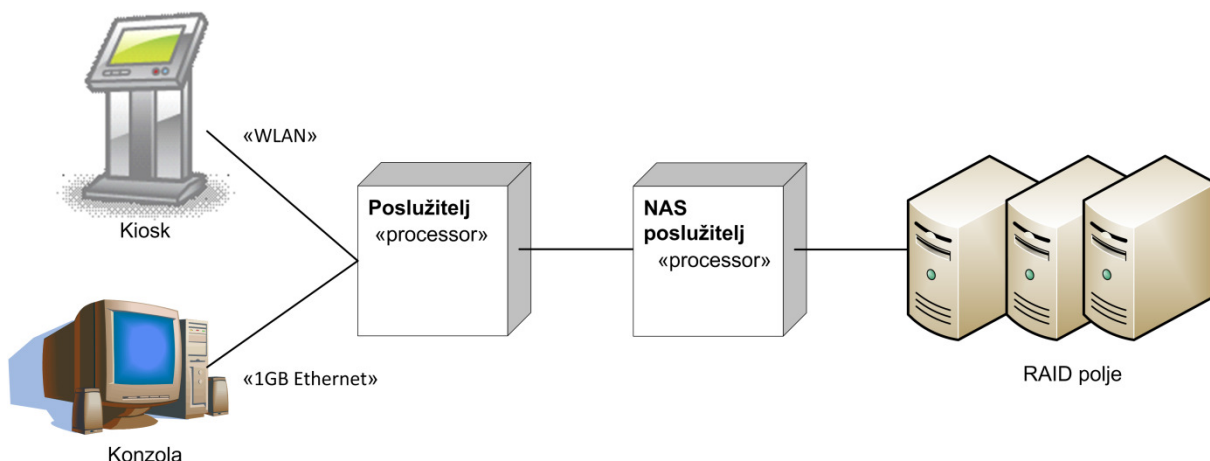 «WLAN»
Kiosk
Poslužitelj
«processor»
NAS
poslužitelj
«processor»
«1GB Ethernet»
Konzola
RAID polje